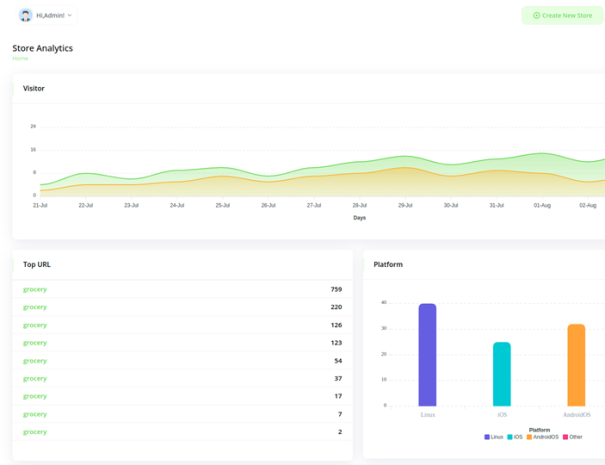 Hi,Admin!
Create New Store
Store Analytics
Home
Visitor
24
16
8
0
21-Jul 22-Jul 23-Jul 24-Jul 25-Jul 26-Jul 27-Jul 28-Jul 29-Jul 30-Jul 31-Jul 01-Aug 02-Aug
Days
Top URL
grocery 759
grocery 220
grocery 126
grocery 123
grocery 54
grocery 37
grocery 17
grocery 7
grocery 2
Platform
40
30
20
10
0
Linux iOS AndroidOS
Platform
Linux iOS AndroidOS Other